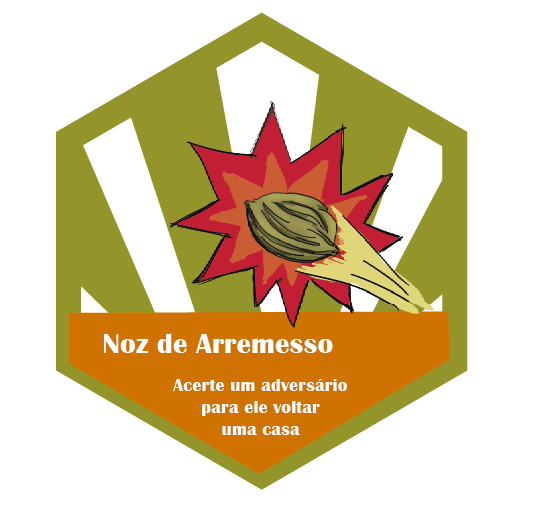 Noz de Arremesso
Acerte um adversário
para ele voltar
uma casa